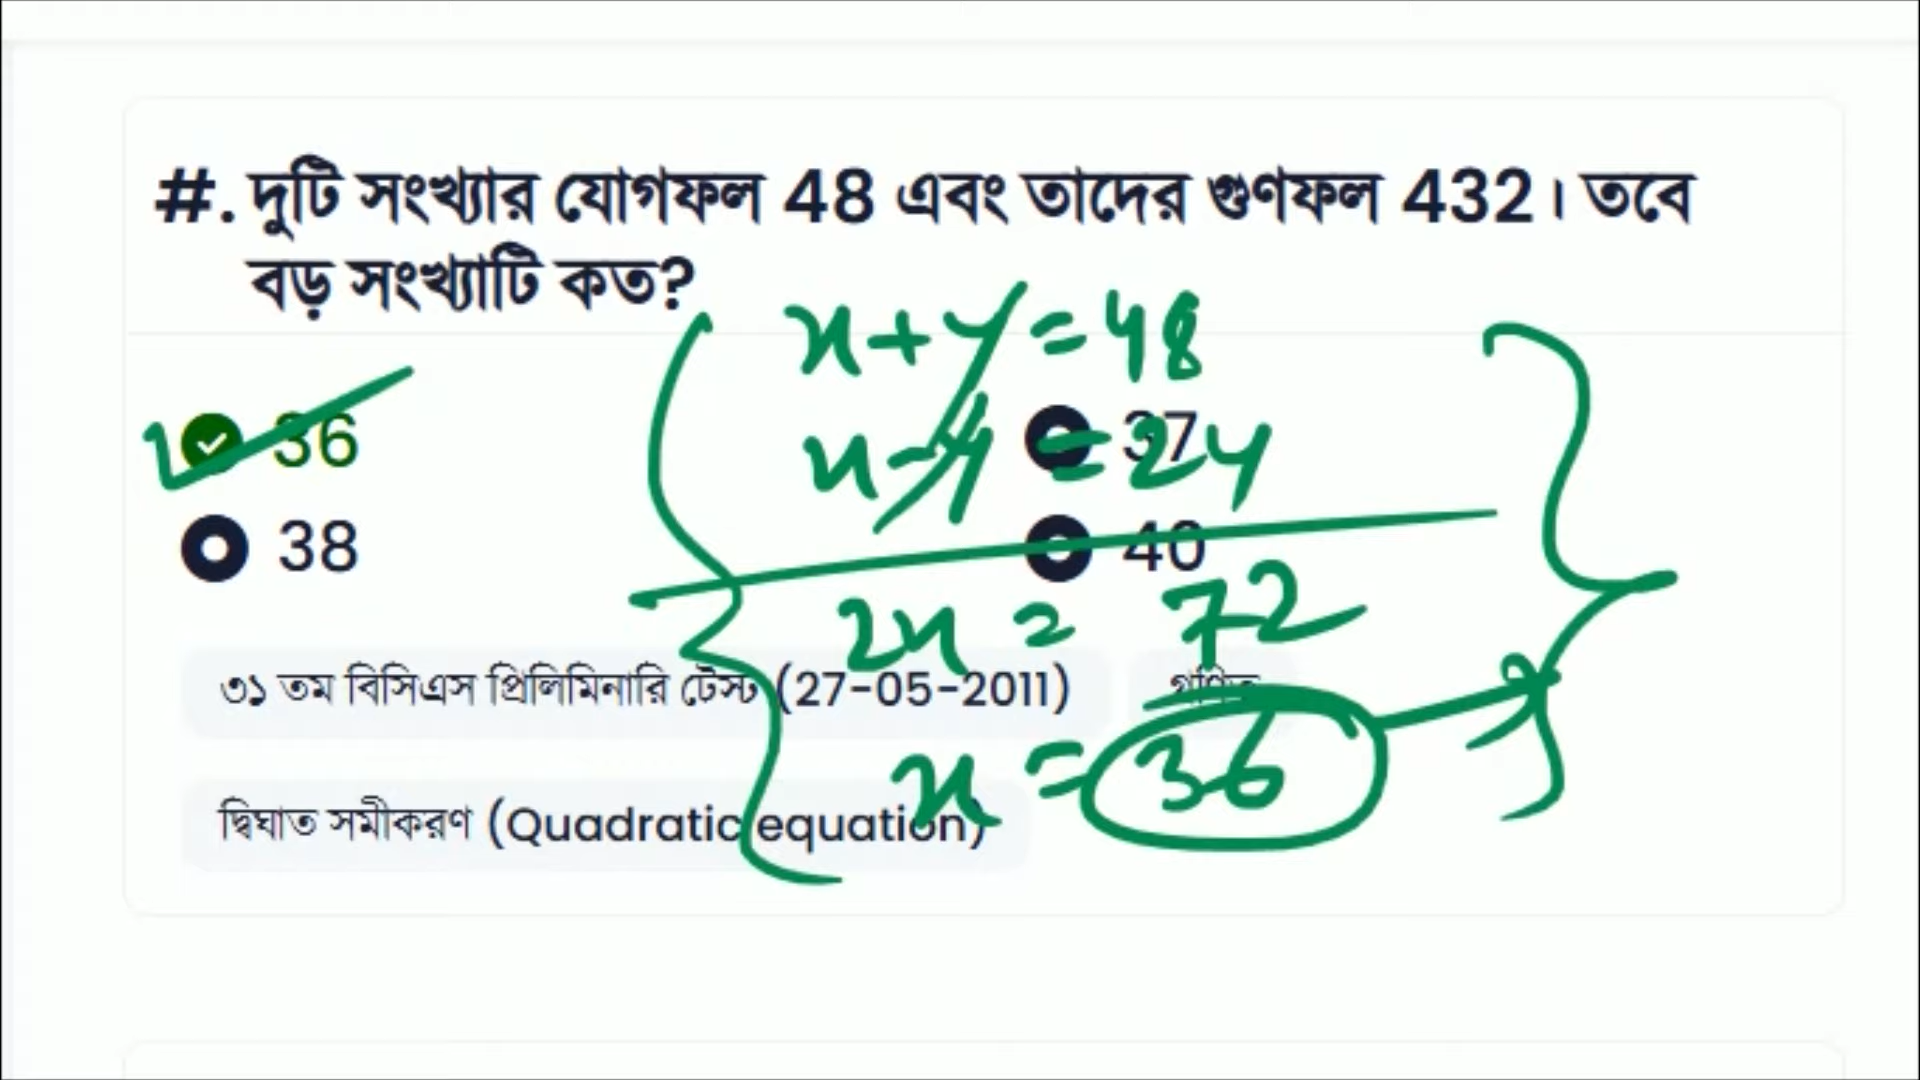 #. দুটি সংখ্যার যোগফল 48 এবং তাদের গুণফল 432। তবে
বড় সংখ্যাটি কত?
x+y=48
36
37
x-y=24
38
40
2x = 72
৩১ তম বিসিএস প্রিলিমিনারি টেস্ট (27-05-2011)
গণিত
x = 36
দ্বিঘাত সমীকরণ (Quadratic equation)